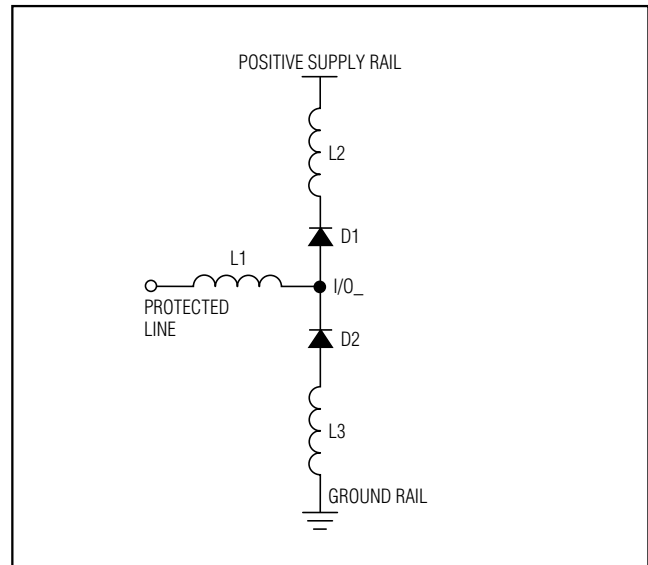 POSITIVE SUPPLY RAIL
L2
D1
L1
I/O_
PROTECTED
LINE
D2
L3
GROUND RAIL